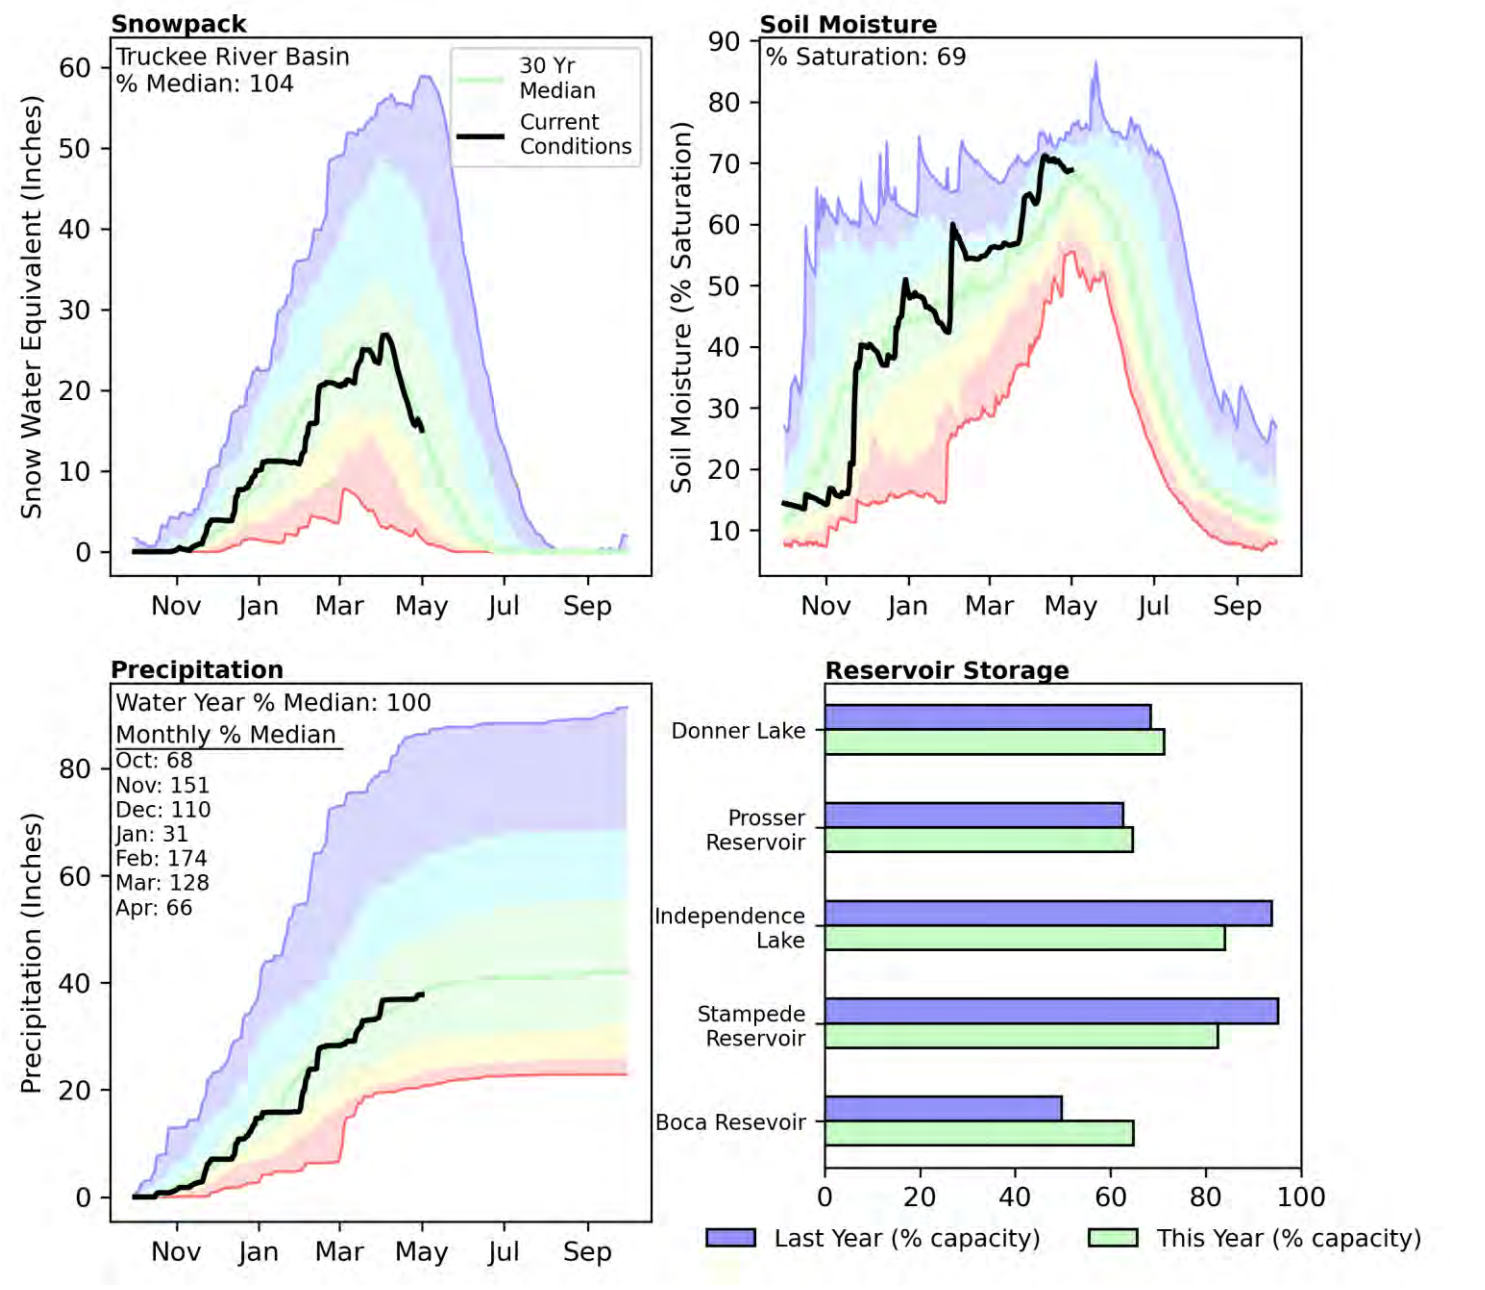 Snowpack
Truckee River Basin
% Median: 104
30 Yr
Median
Current
Conditions
Snow Water Equivalent (Inches)
60
50
40
30
20
10
0
Nov Jan Mar May Jul Sep
Soil Moisture
% Saturation: 69
Soil Moisture (% Saturation)
90
80
70
60
50
40
30
20
10
Nov Jan Mar May Jul Sep
Precipitation
Water Year % Median: 100
Monthly % Median
Oct: 68
Nov: 151
Dec: 110
Jan: 31
Feb: 174
Mar: 128
Apr: 66
Precipitation (Inches)
80
60
40
20
0
Nov Jan Mar May Jul Sep
Reservoir Storage
Donner Lake
Prosser
Reservoir
Independence
Lake
Stampede
Reservoir
Boca Resevoir
0 20 40 60 80 100
Last Year (% capacity) This Year (% capacity)